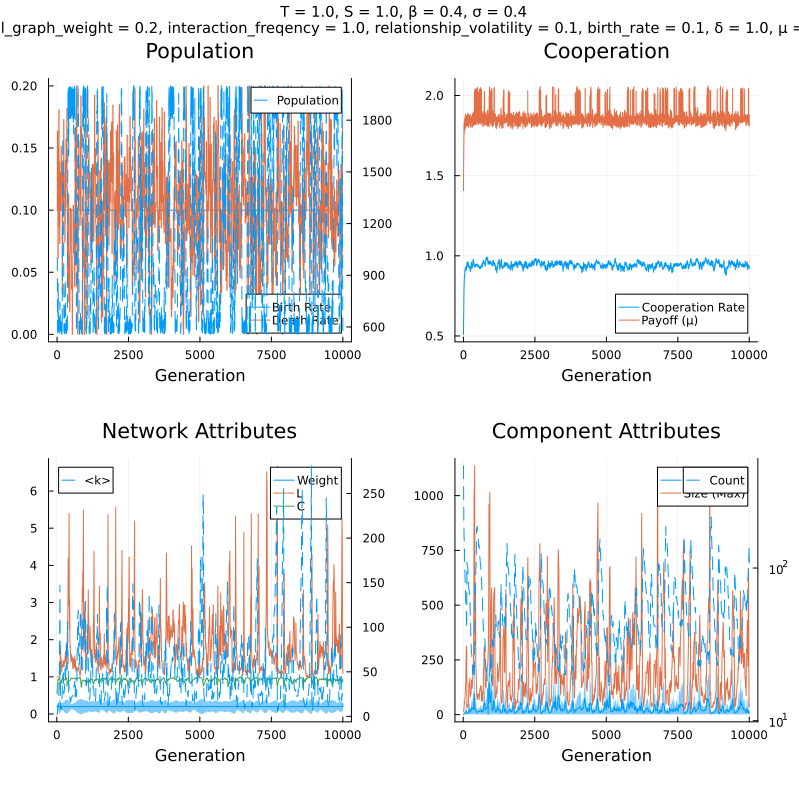 T = 1.0, S = 1.0, β = 0.4, σ = 0.4
l_graph_weight = 0.2, interaction_freqency = 1.0, relationship_volatility = 0.1, birth_rate = 0.1, δ = 1.0, μ =
Population
Cooperation
0.20
0.15
0.10
0.05
0.00
1800
1500
1200
900
600
Population
Birth Rate
Death Rate
0 2500 5000 7500 10000
Generation
2.0
1.5
1.0
0.5
Cooperation Rate
Payoff (μ)
0 2500 5000 7500 10000
Generation
Network Attributes
Component Attributes
6
5
4
3
2
1
0
250
200
150
100
50
0
<k>
Weight
L
C
0 2500 5000 7500 10000
Generation
1000
750
500
250
0
10²
10¹
Count
Size (Max)
0 2500 5000 7500 10000
Generation